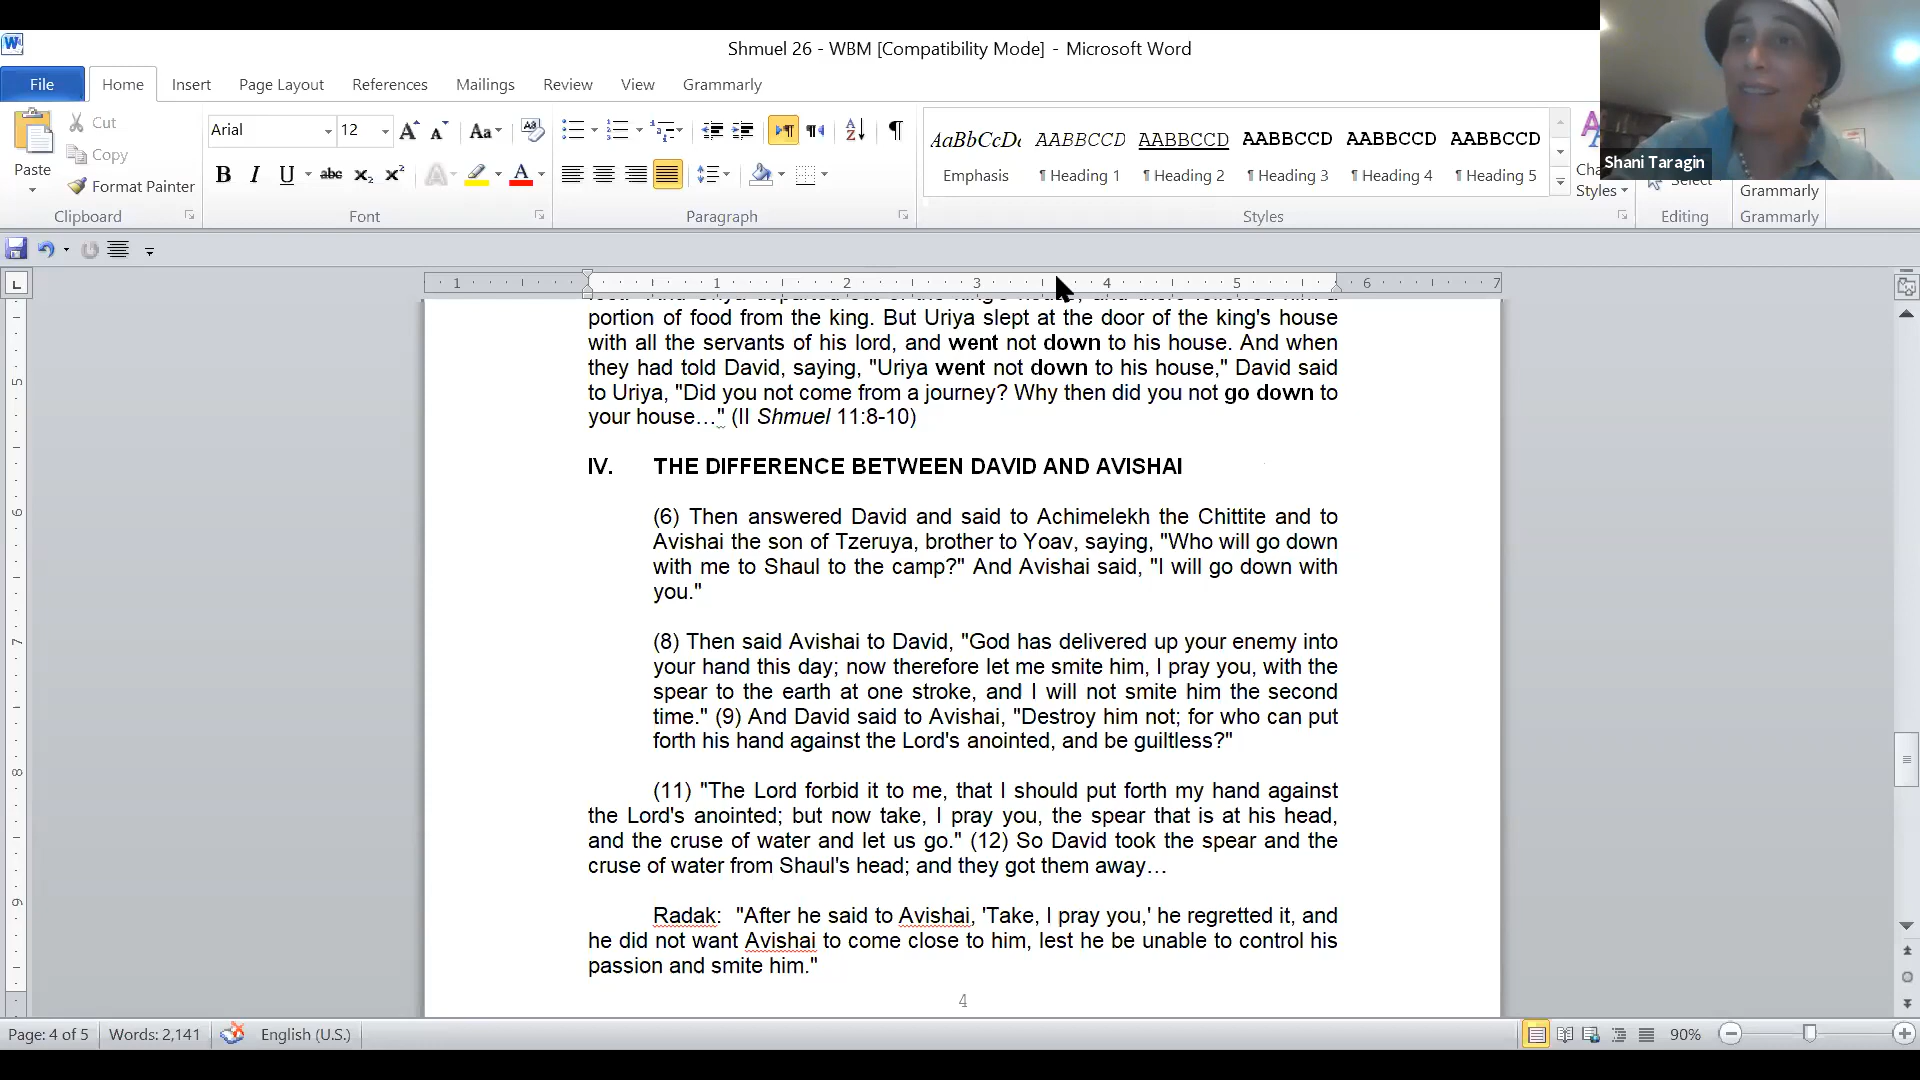 Shmuel 26 - WBM [Compatibility Mode] - Microsoft Word
File Home Insert Page Layout References Mailings Review View Grammarly
Paste
Cut
Copy
Format Painter
Clipboard
Arial 12
Font
Paragraph
AaBbCcDc AABBCCD AABBCCD AABBCCD AABBCCD AABBCCD
Emphasis ¶ Heading 1 ¶ Heading 2 ¶ Heading 3 ¶ Heading 4 ¶ Heading 5
Styles
Styles
Select
Editing
Grammarly
Grammarly
Shani Taragin
1 1 2 3 4 5 6 7
portion of food from the king. But Uriya slept at the door of the king's house
with all the servants of his lord, and went not down to his house. And when
they had told David, saying, "Uriya went not down to his house," David said
to Uriya, "Did you not come from a journey? Why then did you not go down to
your house…" (II Shmuel 11:8-10)
IV. THE DIFFERENCE BETWEEN DAVID AND AVISHAI
(6) Then answered David and said to Achimelekh the Chittite and to
Avishai the son of Tzeruya, brother to Yoav, saying, "Who will go down
with me to Shaul to the camp?" And Avishai said, "I will go down with
you."
(8) Then said Avishai to David, "God has delivered up your enemy into
your hand this day; now therefore let me smite him, I pray you, with the
spear to the earth at one stroke, and I will not smite him the second
time." (9) And David said to Avishai, "Destroy him not; for who can put
forth his hand against the Lord's anointed, and be guiltless?"
(11) "The Lord forbid it to me, that I should put forth my hand against
the Lord's anointed; but now take, I pray you, the spear that is at his head,
and the cruse of water and let us go." (12) So David took the spear and the
cruse of water from Shaul's head; and they got them away…
Radak: "After he said to Avishai, 'Take, I pray you,' he regretted it, and
he did not want Avishai to come close to him, lest he be unable to control his
passion and smite him."
4
Page: 4 of 5 Words: 2,141 English (U.S.) 90%